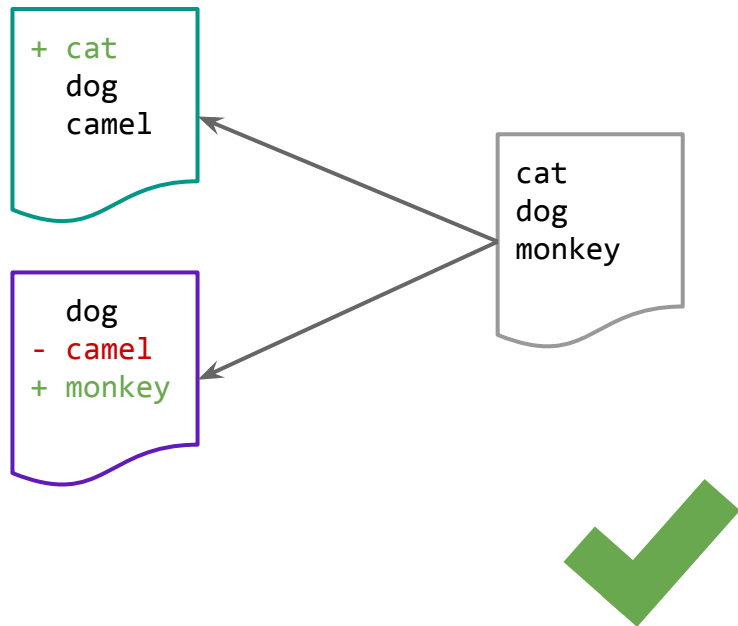 + cat
dog
camel
dog
- camel
+ monkey
cat
dog
monkey